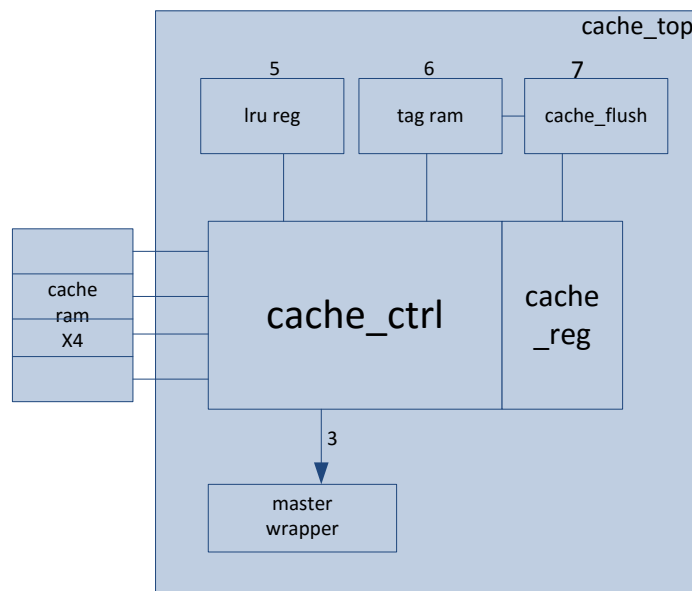 cache_top
5
6
7
lru reg
tag ram
cache_flush
cache
ram
X4
cache_ctrl
cache
_reg
3
master
wrapper